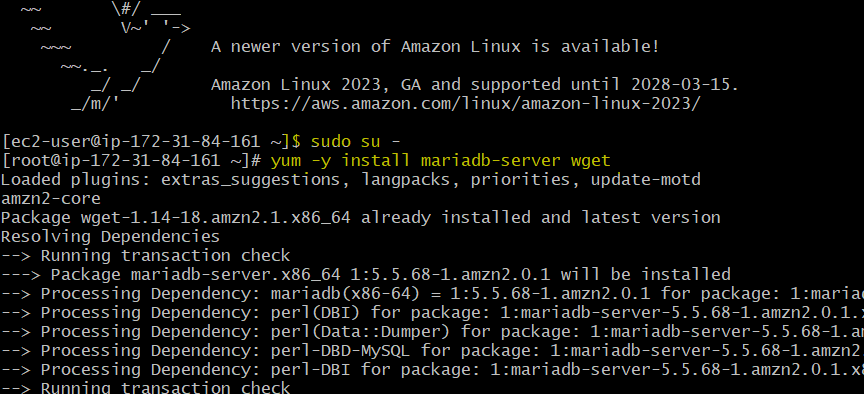 ~~ \#/ ___
~~ V~' '->
~~~ / A newer version of Amazon Linux is available!
~~._. _/
_/ _/ Amazon Linux 2023, GA and supported until 2028-03-15.
_/m/' https://aws.amazon.com/linux/amazon-linux-2023/
[ec2-user@ip-172-31-84-161 ~]$ sudo su -
[root@ip-172-31-84-161 ~]# yum -y install mariadb-server wget
Loaded plugins: extras_suggestions, langpacks, priorities, update-motd
amzn2-core
Package wget-1.14-18.amzn2.1.x86_64 already installed and latest version
Resolving Dependencies
--> Running transaction check
---> Package mariadb-server.x86_64 1:5.5.68-1.amzn2.0.1 will be installed
--> Processing Dependency: mariadb(x86-64) = 1:5.5.68-1.amzn2.0.1 for package: 1:maria
--> Processing Dependency: perl(DBI) for package: 1:mariadb-server-5.5.68-1.amzn2.0.1.
--> Processing Dependency: perl(Data::Dumper) for package: 1:mariadb-server-5.5.68-1.am
--> Processing Dependency: perl-DBD-MySQL for package: 1:mariadb-server-5.5.68-1.amzn2.
--> Processing Dependency: perl-DBI for package: 1:mariadb-server-5.5.68-1.amzn2.0.1.x8
--> Running transaction check